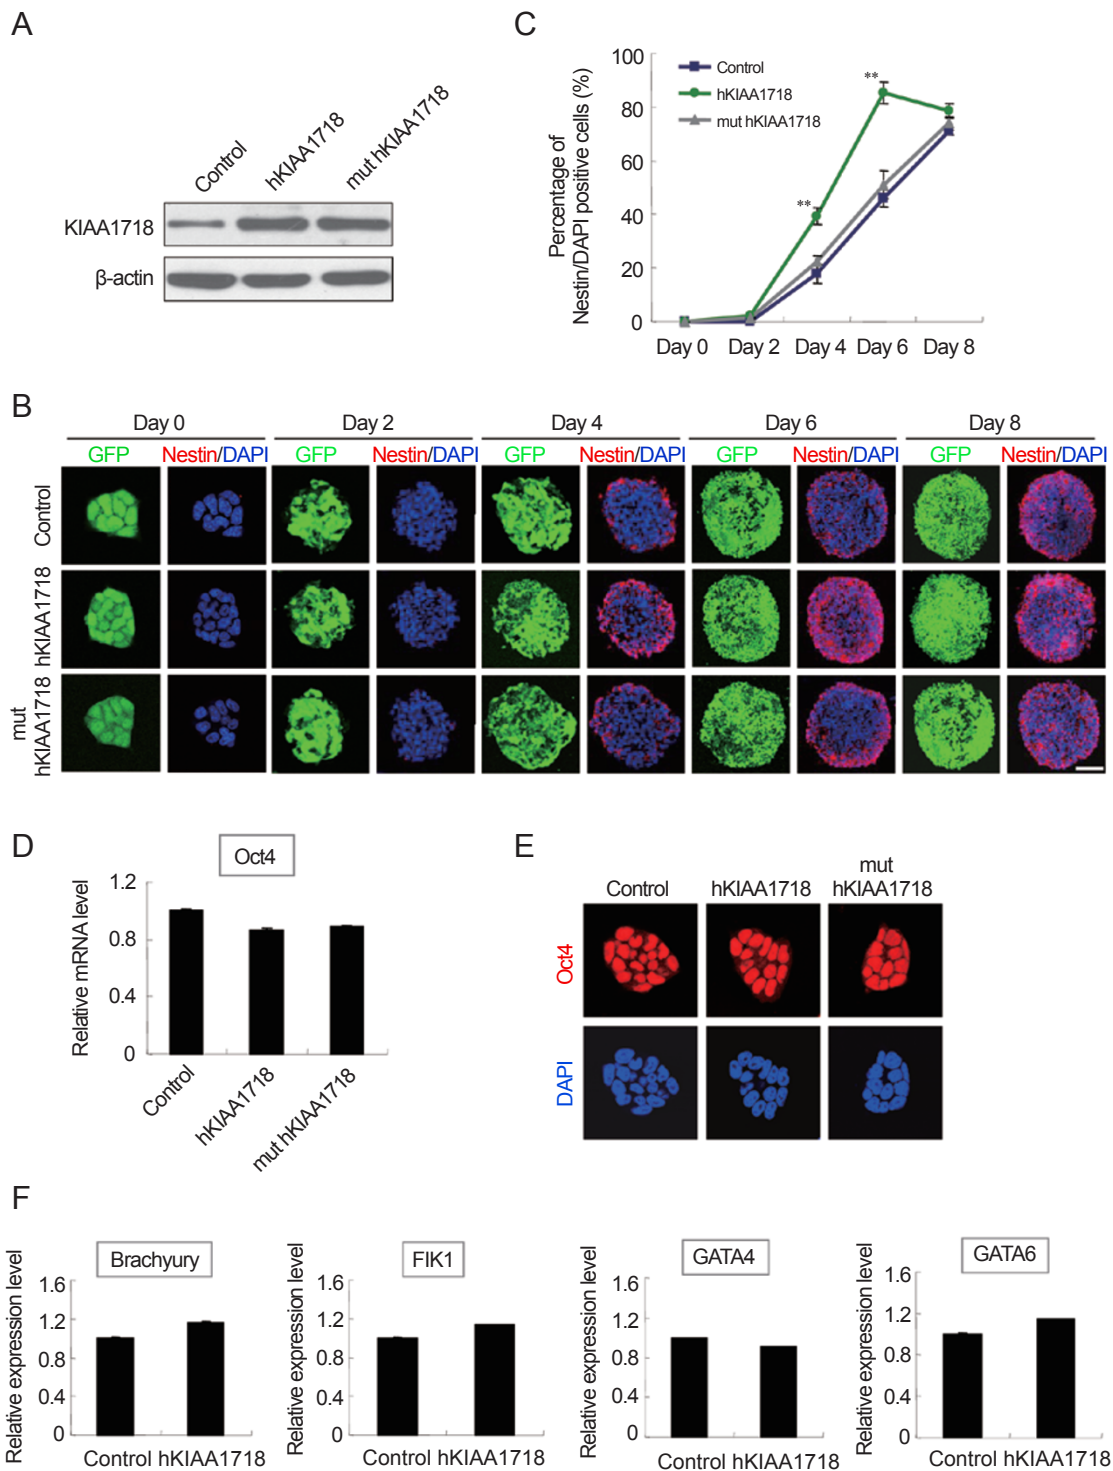 A
Control
hKIAA1718
mut hKIAA1718
KIAA1718
β-actin
C
Percentage of
Nestin/DAPI positive cells (%)
100
80
60
40
20
0
Control
hKIAA1718
mut hKIAA1718
**
**
Day 0 Day 2 Day 4 Day 6 Day 8
B
Day 0 Day 2 Day 4 Day 6 Day 8
GFP Nestin/DAPI GFP Nestin/DAPI GFP Nestin/DAPI GFP Nestin/DAPI GFP Nestin/DAPI
Control
hKIAA1718
mut
hKIAA1718
D
Oct4
Relative mRNA level
1.2
0.8
0.4
0
Control
hKIAA1718
mut hKIAA1718
E
Control hKIAA1718 mut
hKIAA1718
Oct4
DAPI
F
Brachyury
Relative expression level
1.6
1.2
0.8
0.4
0
Control hKIAA1718
FIK1
Relative expression level
1.6
1.2
0.8
0.4
0
Control hKIAA1718
GATA4
Relative expression level
1.6
1.2
0.8
0.4
0
Control hKIAA1718
GATA6
Relative expression level
1.6
1.2
0.8
0.4
0
Control hKIAA1718